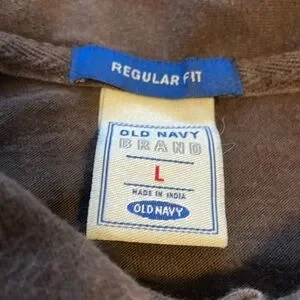 REGULAR FIT
OLD NAVY
BRAND
L
MADE IN INDIA
OLD NAVY